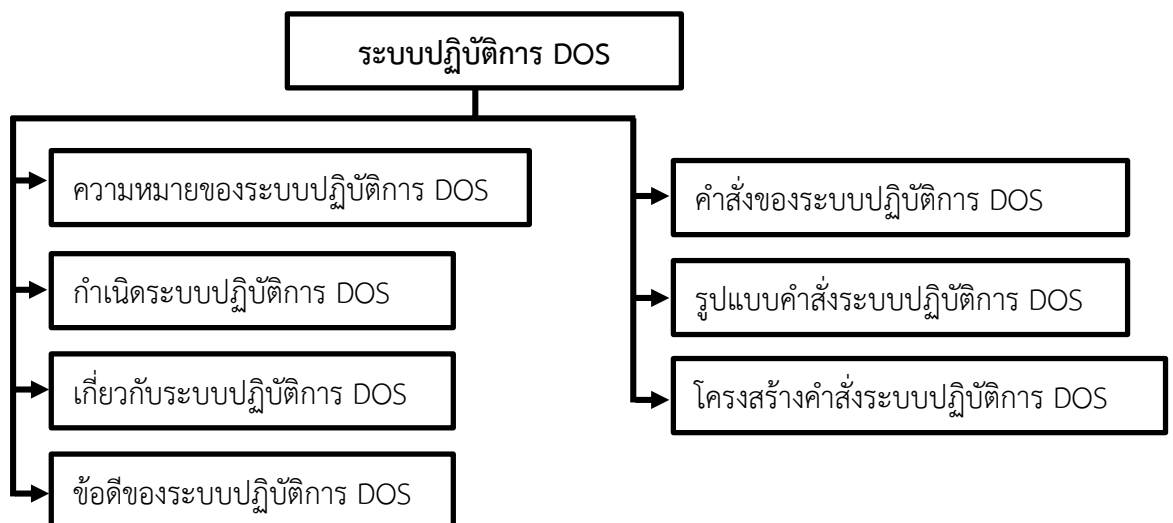 ระบบปฏิบัติการ DOS
ความหมายของระบบปฏิบัติการ DOS
กำเนิดระบบปฏิบัติการ DOS
เกี่ยวกับระบบปฏิบัติการ DOS
ข้อดีของระบบปฏิบัติการ DOS
คำสั่งของระบบปฏิบัติการ DOS
รูปแบบคำสั่งระบบปฏิบัติการ DOS
โครงสร้างคำสั่งระบบปฏิบัติการ DOS